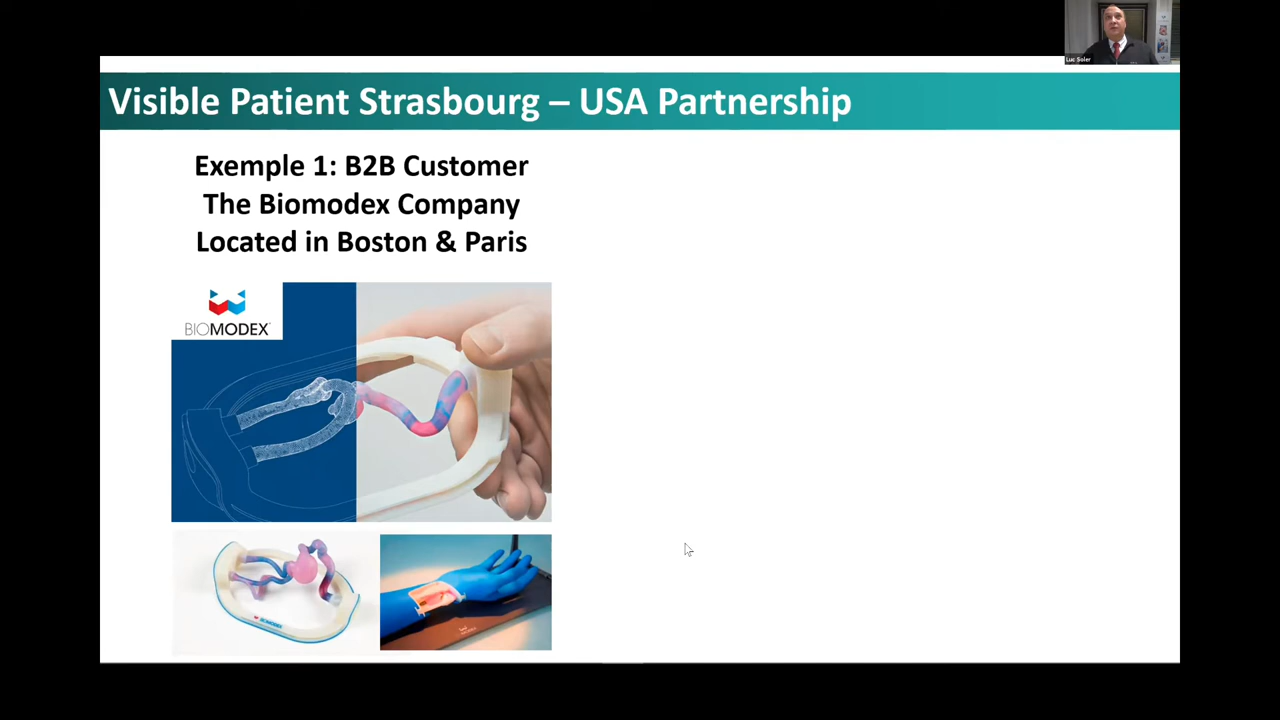 Luc Soler
Visible Patient Strasbourg – USA Partnership
Exemple 1: B2B Customer
The Biomodex Company
Located in Boston & Paris
BIOMODEX
BIOMODEX